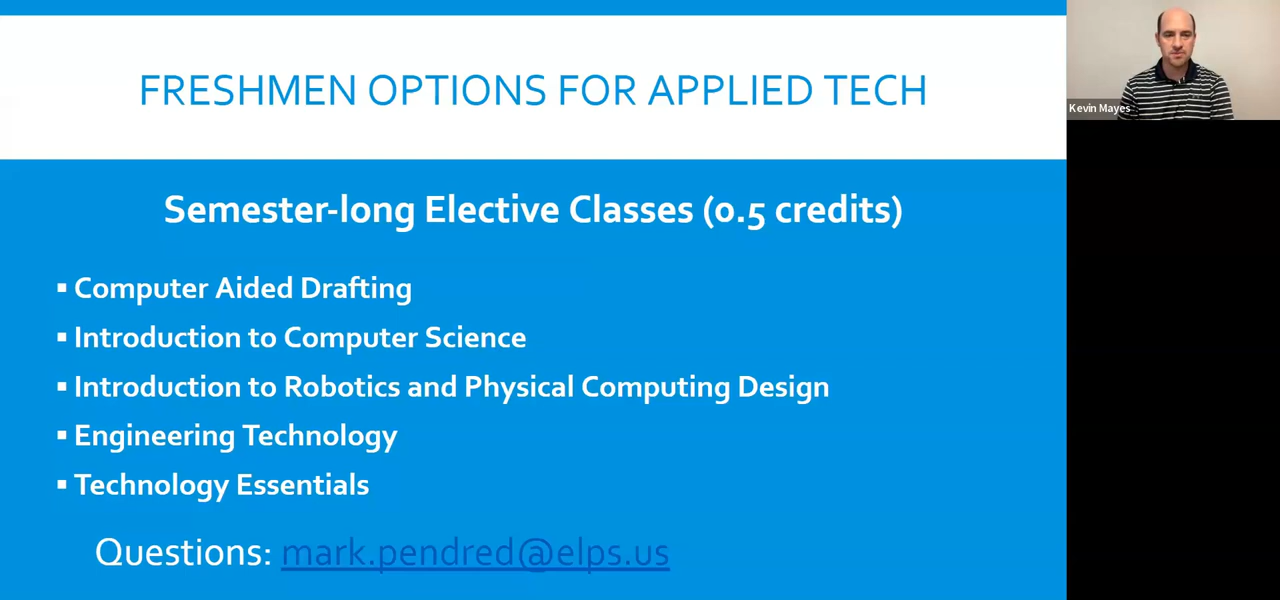 FRESHMEN OPTIONS FOR APPLIED TECH
Kevin Mayes
Semester-long Elective Classes (0.5 credits)
▪ Computer Aided Drafting
▪ Introduction to Computer Science
▪ Introduction to Robotics and Physical Computing Design
▪ Engineering Technology
▪ Technology Essentials
Questions: mark.pendred@elps.us